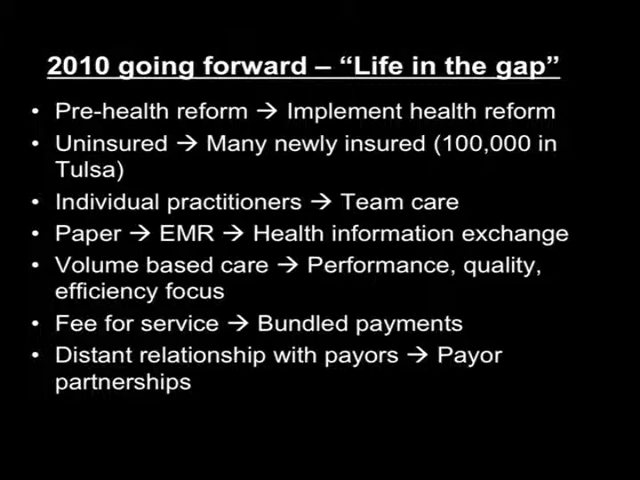 2010 going forward – “Life in the gap”
• Pre-health reform → Implement health reform
• Uninsured → Many newly insured (100,000 in
Tulsa)
• Individual practitioners → Team care
• Paper → EMR → Health information exchange
• Volume based care → Performance, quality,
efficiency focus
• Fee for service → Bundled payments
• Distant relationship with payors → Payor
partnerships